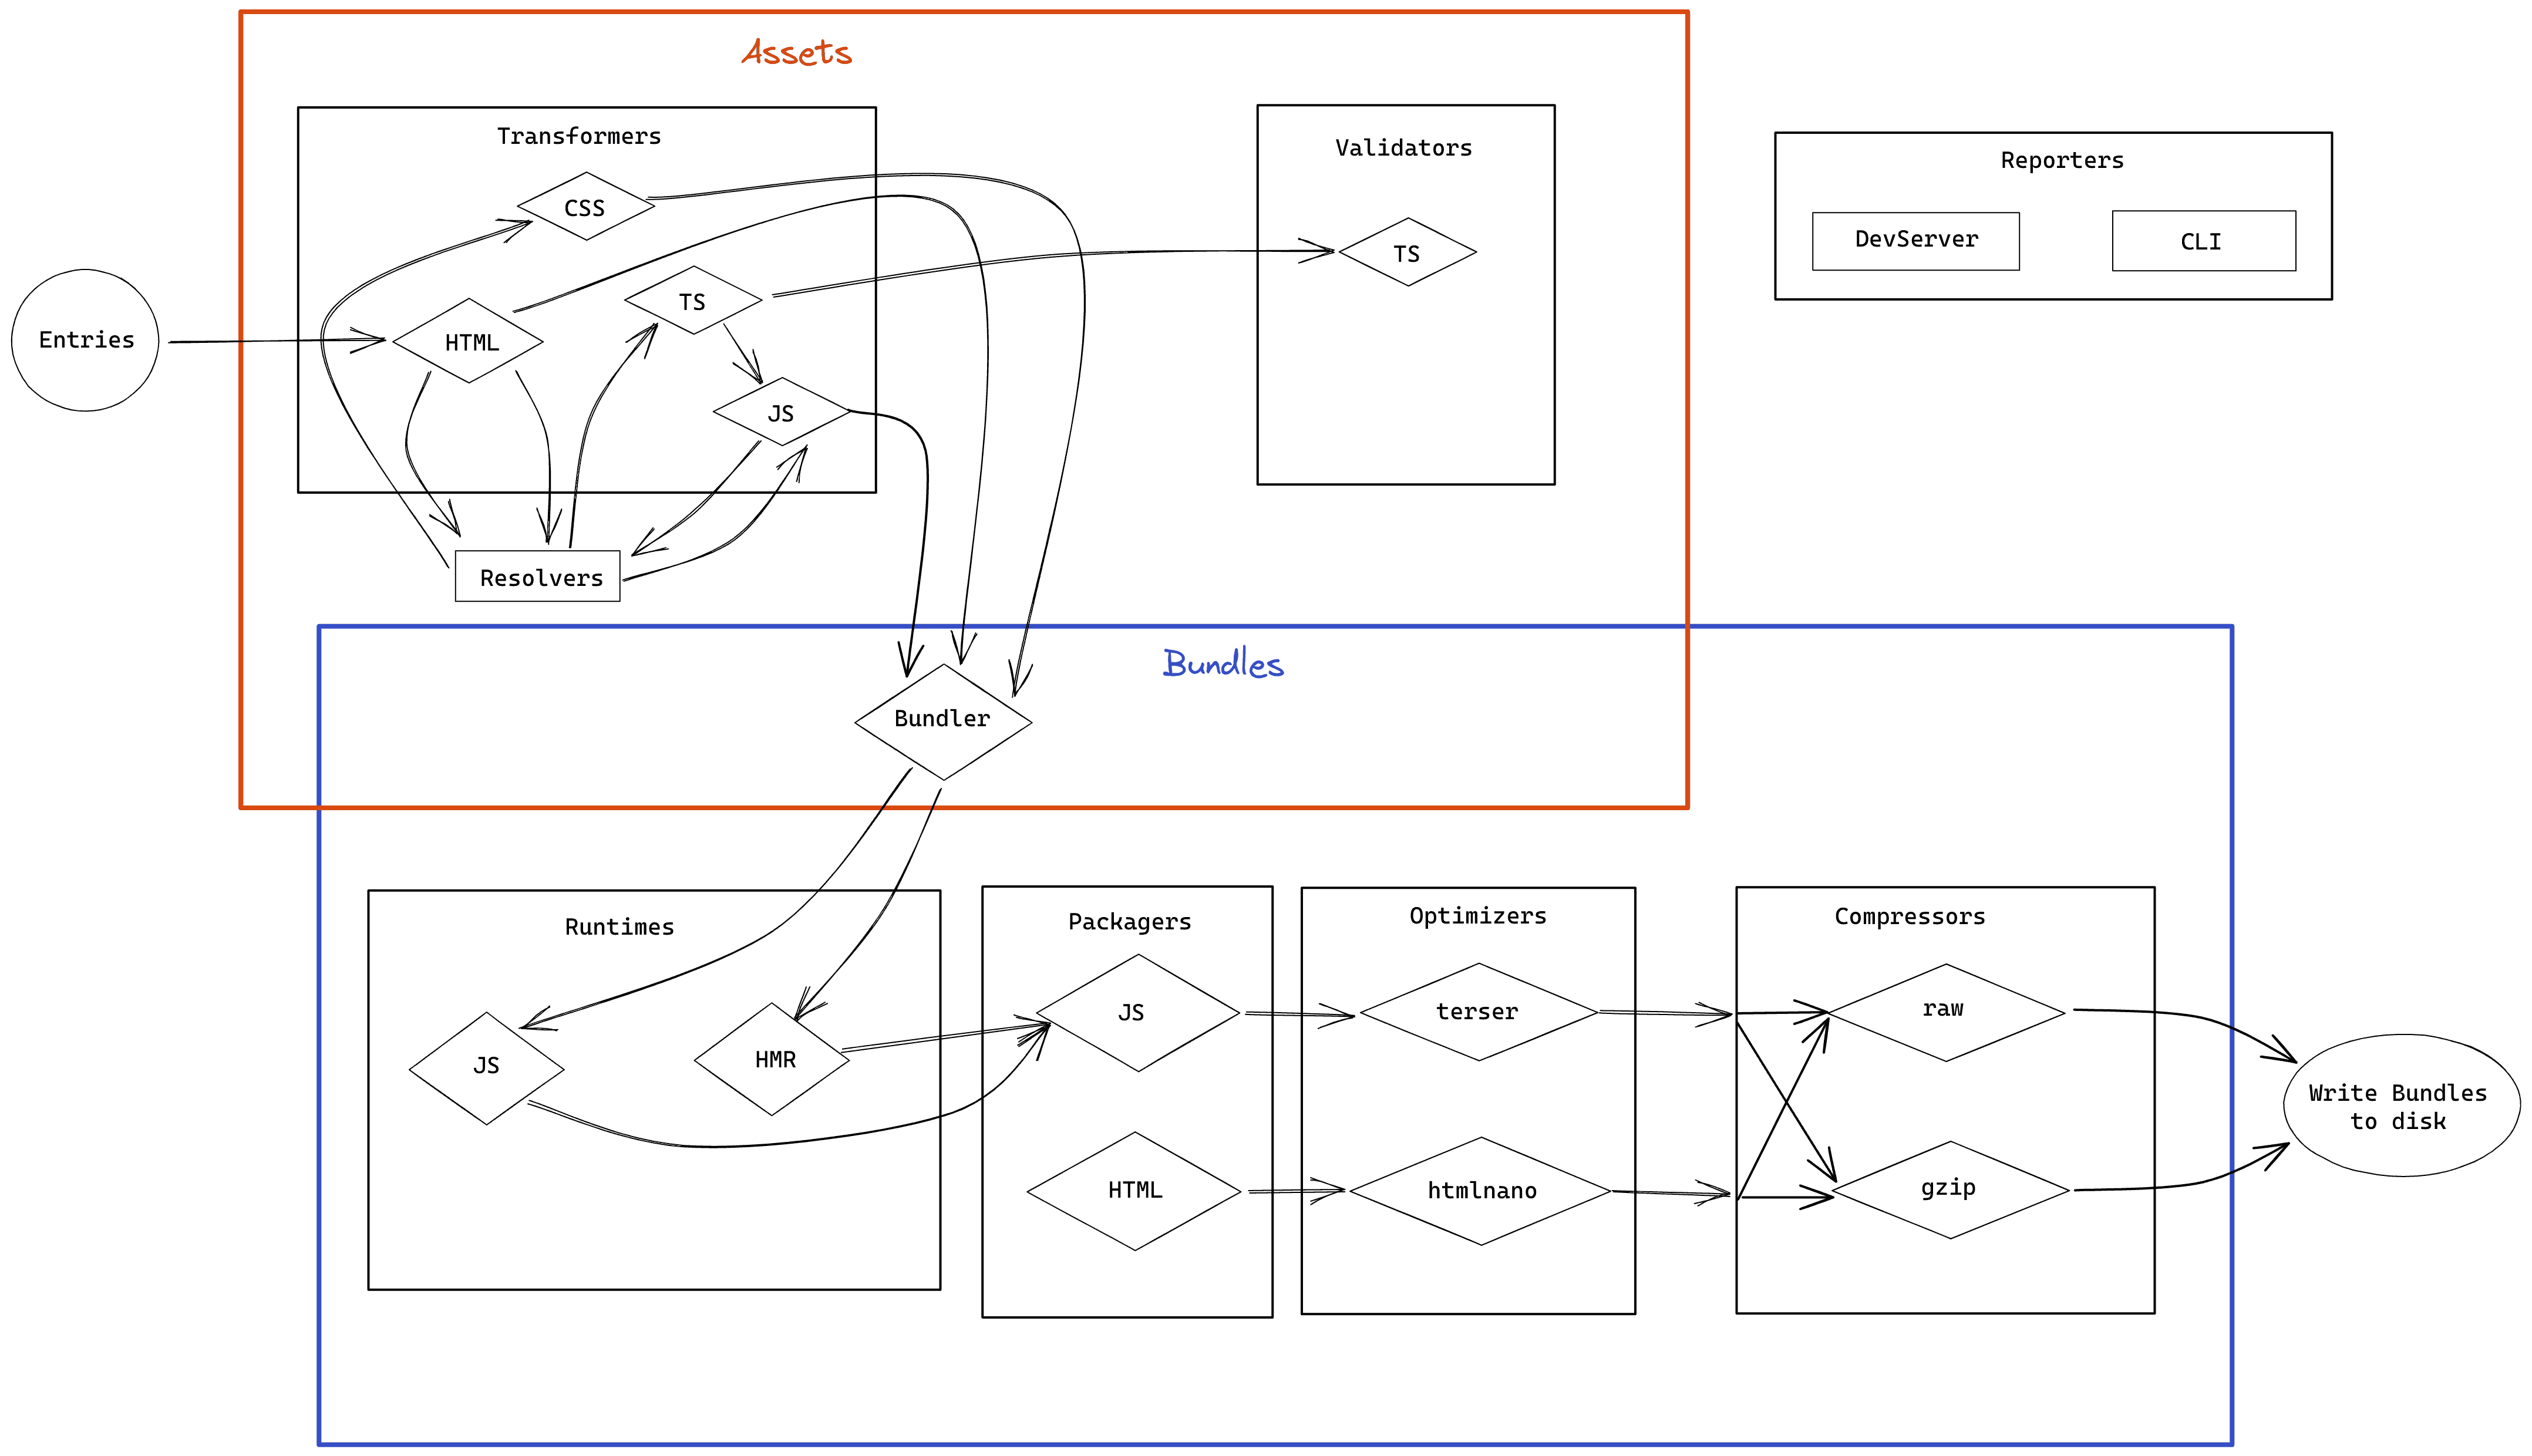 Assets
Transformers
CSS
TS
HTML
JS
Resolvers
Validators
TS
Reporters
DevServer
CLI
Entries
Bundles
Bundler
Runtimes
JS
HMR
Packagers
JS
HTML
Optimizers
terser
htmlnano
Compressors
raw
gzip
Write Bundles
to disk